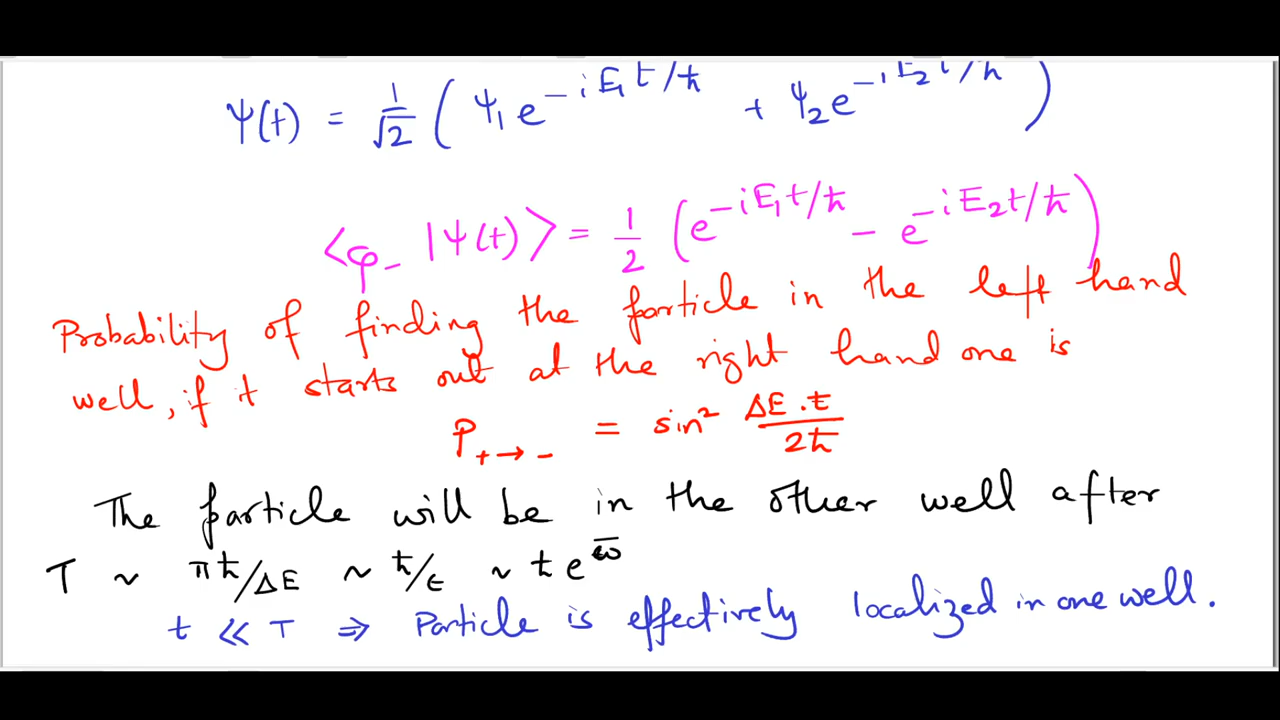 Ψ(t) = 1/√2 ( ψ₁ e^{-iE₁t/ħ} + ψ₂ e^{-iE₂t/ħ} )
⟨φ₋ |Ψ(t)⟩ = 1/2 ( e^{-iE₁t/ħ} - e^{-iE₂t/ħ} )
Probability of finding the particle in the left hand
well, if it starts out at the right hand one is
P₊→₋ = sin² ΔE.t/2ħ
The particle will be in the other well after
T ~ πħ/ΔE ~ ħ/ϵ ~ ħ e^{ω̅}
t ≪ T ⇒ Particle is effectively localized in one well.